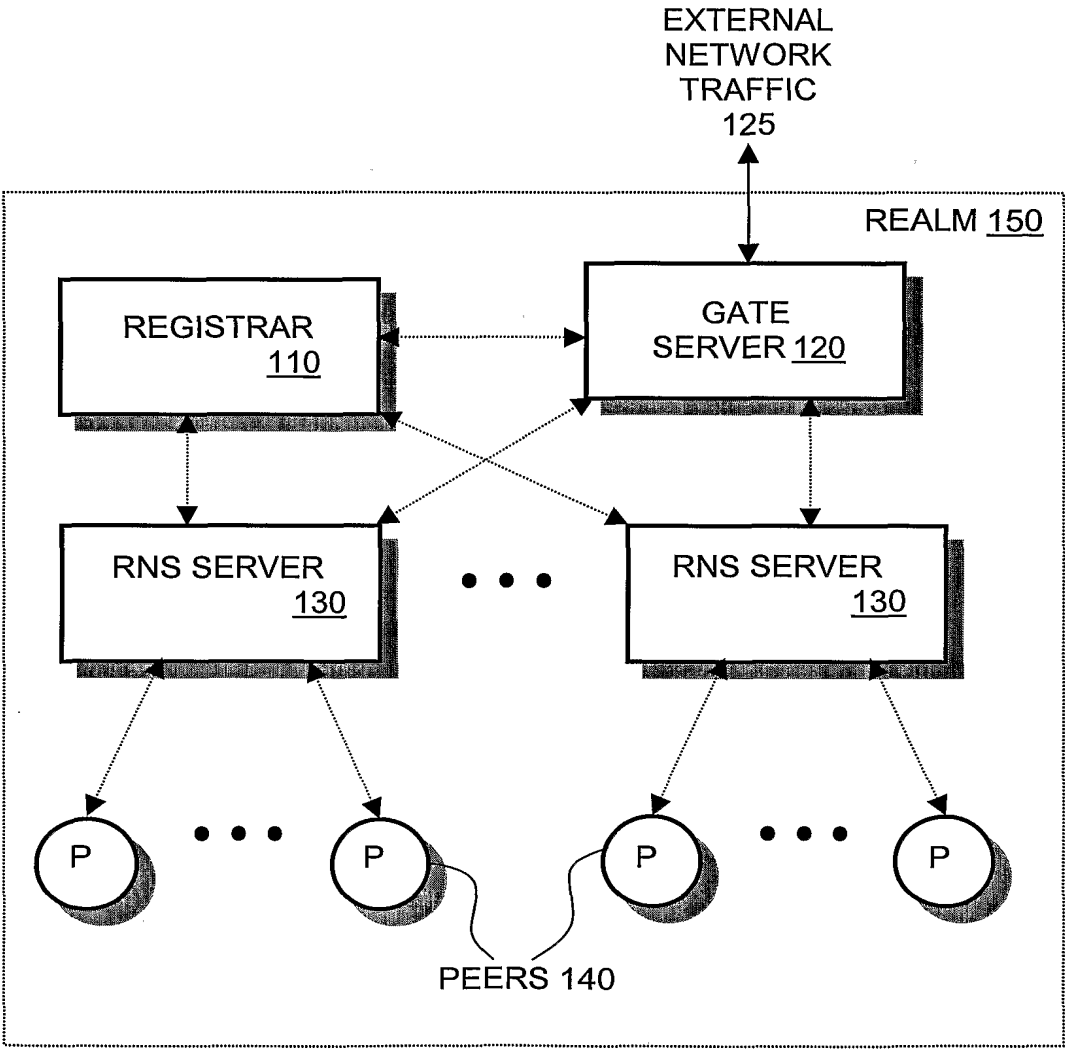 EXTERNAL
NETWORK
TRAFFIC
125
REALM 150
REGISTRAR
110
GATE
SERVER 120
RNS SERVER
130
RNS SERVER
130
P
P
P
P
PEERS 140